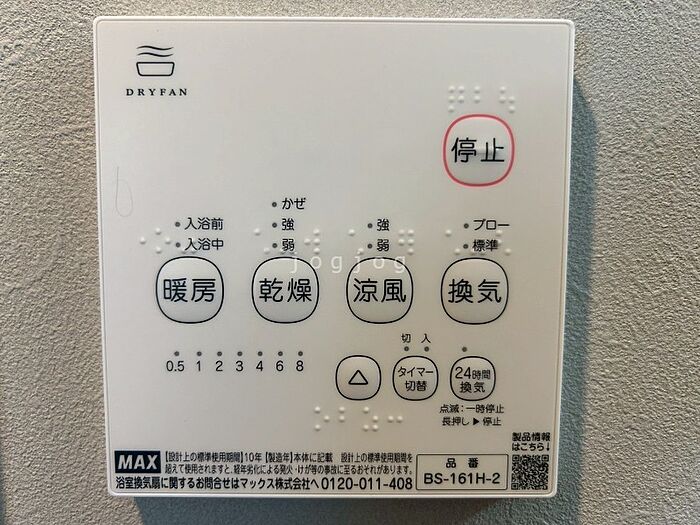 DRYFAN
停止
かぜ
入浴前 強 強 ブロー
入浴中 弱 弱 標準
jogjog
暖房 乾燥 涼風 換気
切 入
0.5 1 2 3 4 6 8
△ タイマー切替 24時間換気
点滅:一時停止
長押し▶停止
製品情報
はこちら↓
MAX
【設計上の標準使用期間】10年【製造年】本体に記載 設計上の標準使用期間を
超えて使用されますと、経年劣化による発火・けが等の事故に至るおそれがあります。
浴室換気扇に関するお問合せはマックス株式会社へ 0120-011-408
品番
BS-161H-2